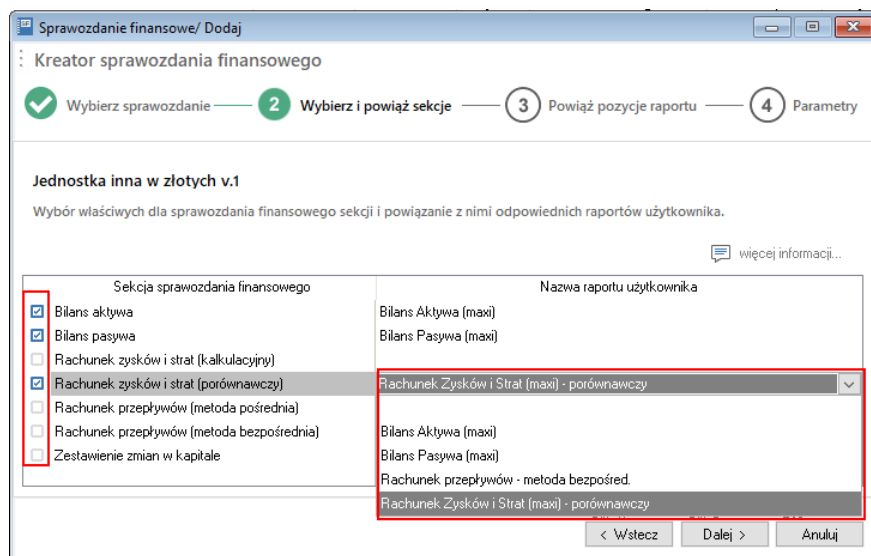 Sprawozdanie finansowe/ Dodaj
Kreator sprawozdania finansowego
Wybierz sprawozdanie 2 Wybierz i powiąż sekcje 3 Powiąż pozycje raportu 4 Parametry
Jednostka inna w złotych v.1
Wybór właściwych dla sprawozdania finansowego sekcji i powiązanie z nimi odpowiednich raportów użytkownika.
więcej informacji...
Sekcja sprawozdania finansowego Nazwa raportu użytkownika
Bilans aktywa Bilans Aktywa (maxi)
Bilans pasywa Bilans Pasywa (maxi)
Rachunek zysków i strat (kalkulacyjny)
Rachunek zysków i strat (porównawczy) Rachunek Zysków i Strat (maxi) - porównawczy
Rachunek przepływów (metoda pośrednia)
Rachunek przepływów (metoda bezpośrednia) Bilans Aktywa (maxi)
Zestawienie zmian w kapitale Bilans Pasywa (maxi)
Rachunek przepływów - metoda bezpośred.
Rachunek Zysków i Strat (maxi) - porównawczy
< Wstecz Dalej > Anuluj